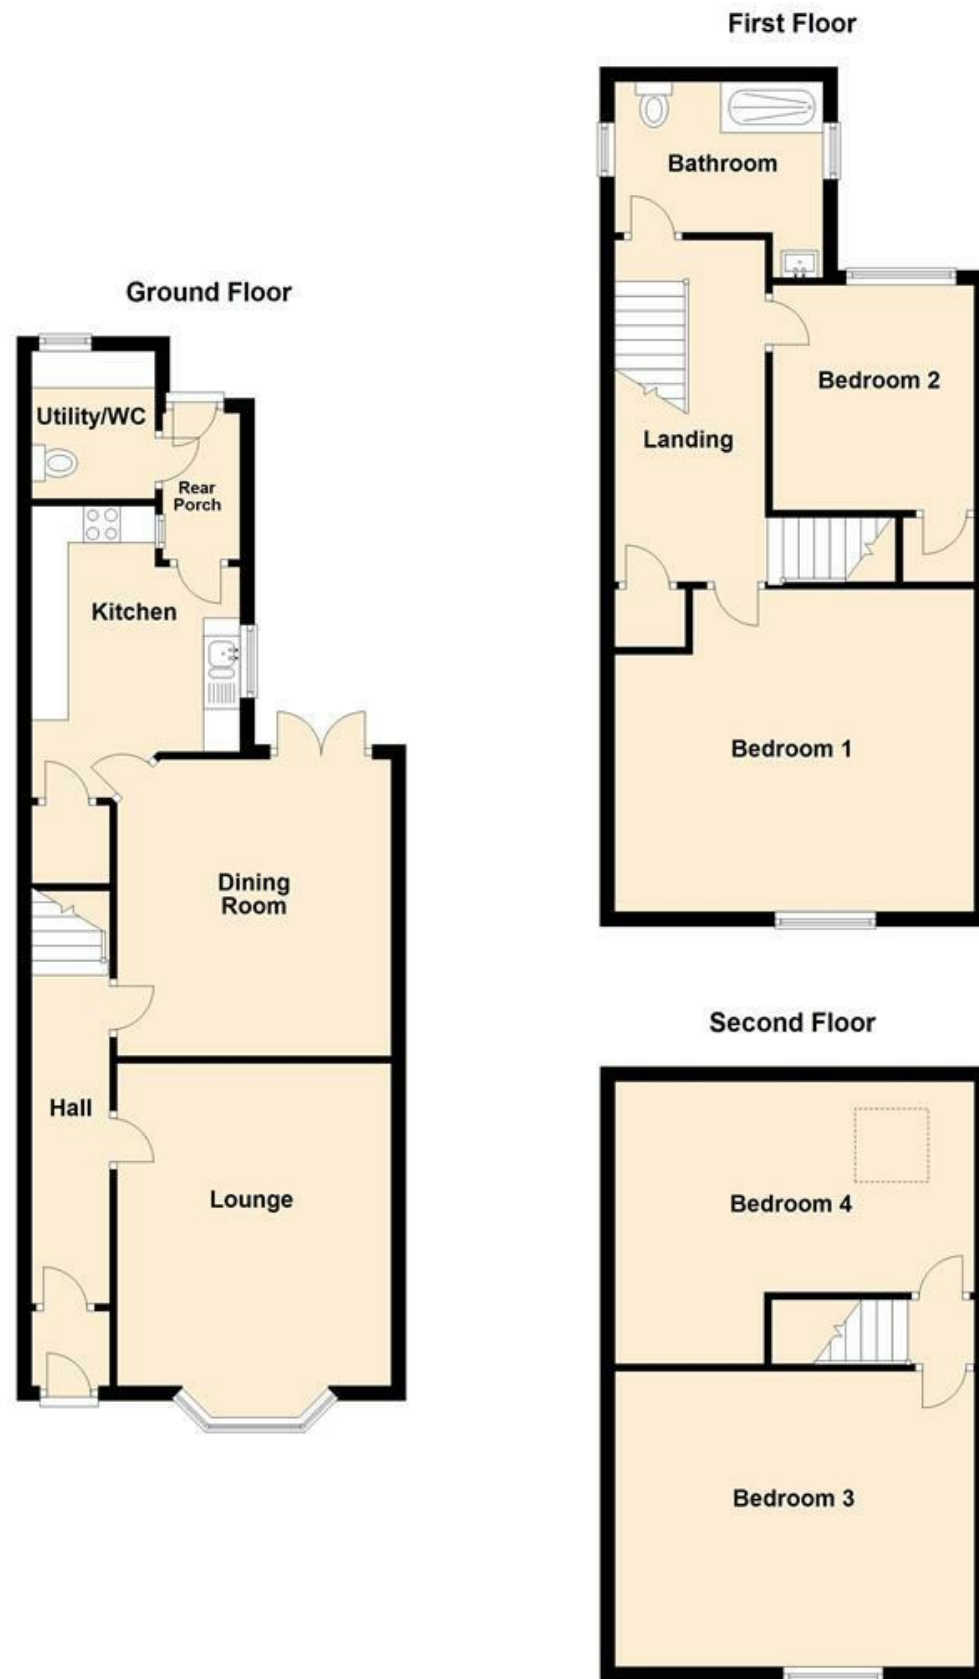 Ground Floor
Utility/WC
Rear
Porch
Kitchen
Dining
Room
Hall
Lounge
First Floor
Bathroom
Bedroom 2
Landing
Bedroom 1
Second Floor
Bedroom 4
Bedroom 3